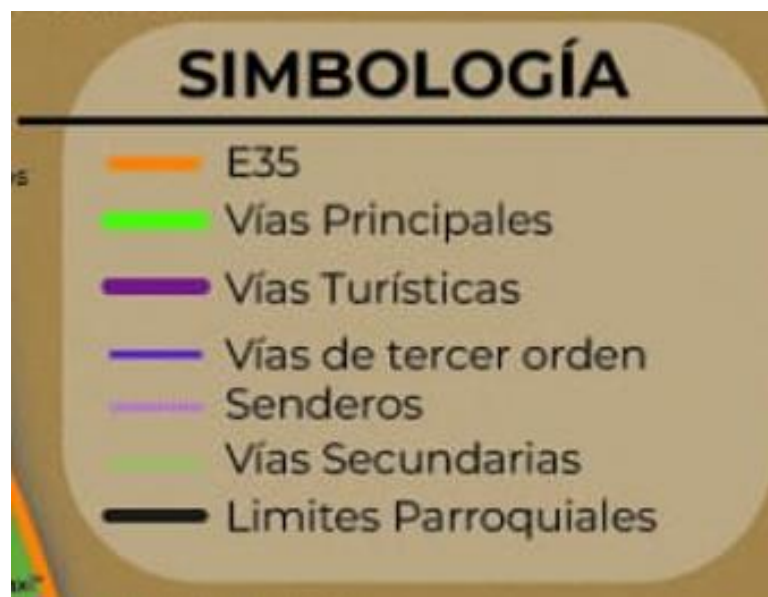 SIMBOLOGÍA
E35
Vías Principales
Vías Turísticas
Vías de tercer orden
Senderos
Vías Secundarias
Limites Parroquiales